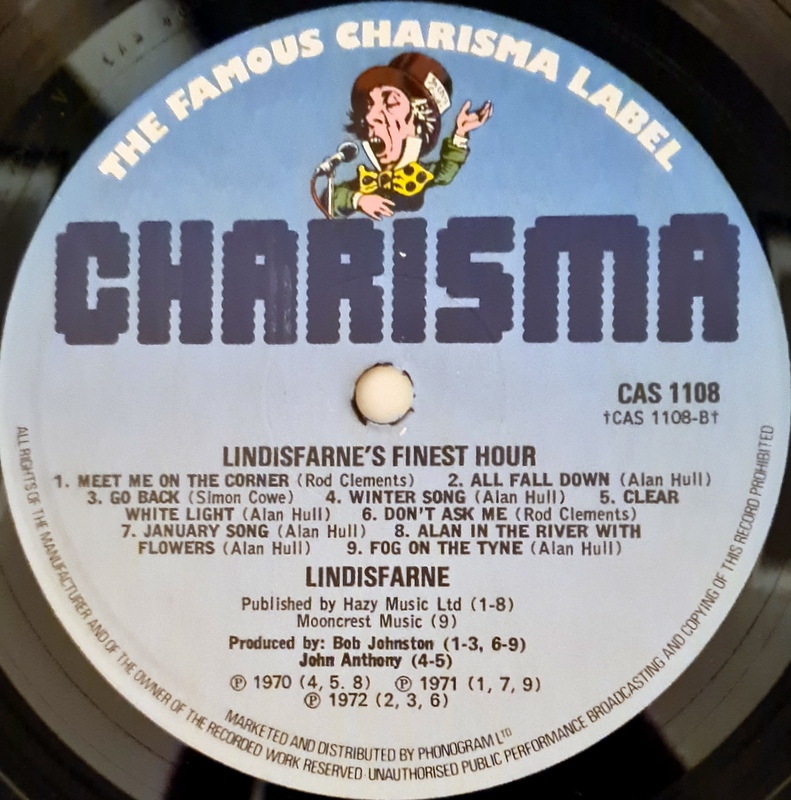 THE FAMOUS CHARISMA LABEL
CHARISMA
CAS 1108
†CAS 1108-B†
LINDISFARNE'S FINEST HOUR
1. MEET ME ON THE CORNER (Rod Clements) 2. ALL FALL DOWN (Alan Hull)
3. GO BACK (Simon Cowe) 4. WINTER SONG (Alan Hull) 5. CLEAR
WHITE LIGHT (Alan Hull) 6. DON'T ASK ME (Rod Clements)
7. JANUARY SONG (Alan Hull) 8. ALAN IN THE RIVER WITH
FLOWERS (Alan Hull) 9. FOG ON THE TYNE (Alan Hull)
LINDISFARNE
Published by Hazy Music Ltd (1-8)
Mooncrest Music (9)
Produced by: Bob Johnston (1-3, 6-9)
John Anthony (4-5)
℗ 1970 (4, 5. 8) ℗ 1971 (1, 7, 9)
℗ 1972 (2, 3, 6)
MARKETED AND DISTRIBUTED BY PHONOGRAM LTD
ALL RIGHTS OF THE MANUFACTURER AND OF THE OWNER OF THE RECORDED WORK RESERVED · UNAUTHORISED PUBLIC PERFORMANCE BROADCASTING AND COPYING OF THIS RECORD PROHIBITED